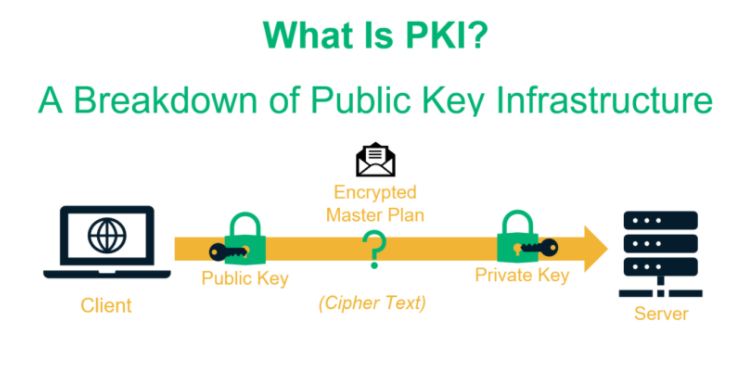 What Is PKI?
A Breakdown of Public Key Infrastructure
Encrypted
Master Plan
?
Public Key
Private Key
Client
(Cipher Text)
Server